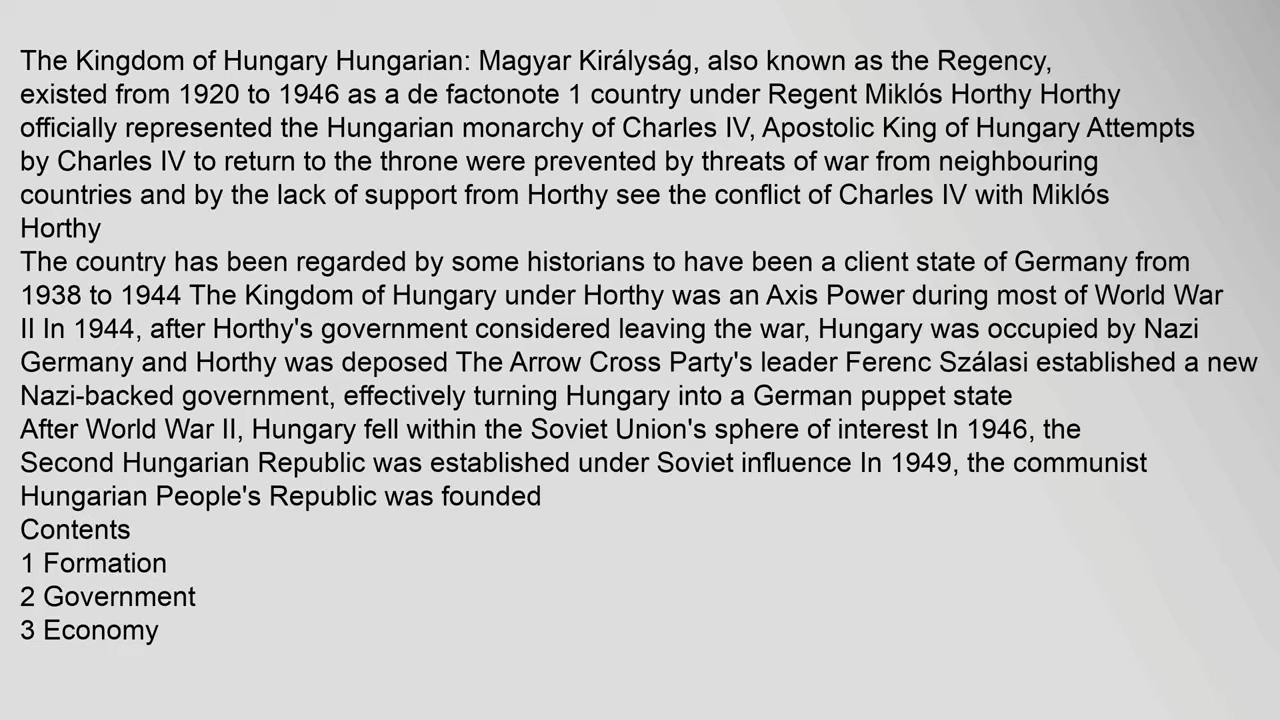 The Kingdom of Hungary Hungarian: Magyar Királyság, also known as the Regency,
existed from 1920 to 1946 as a de factonote 1 country under Regent Miklós Horthy Horthy
officially represented the Hungarian monarchy of Charles IV, Apostolic King of Hungary Attempts
by Charles IV to return to the throne were prevented by threats of war from neighbouring
countries and by the lack of support from Horthy see the conflict of Charles IV with Miklós
Horthy
The country has been regarded by some historians to have been a client state of Germany from
1938 to 1944 The Kingdom of Hungary under Horthy was an Axis Power during most of World War
II In 1944, after Horthy's government considered leaving the war, Hungary was occupied by Nazi
Germany and Horthy was deposed The Arrow Cross Party's leader Ferenc Szálasi established a new
Nazi-backed government, effectively turning Hungary into a German puppet state
After World War II, Hungary fell within the Soviet Union's sphere of interest In 1946, the
Second Hungarian Republic was established under Soviet influence In 1949, the communist
Hungarian People's Republic was founded
Contents
1 Formation
2 Government
3 Economy